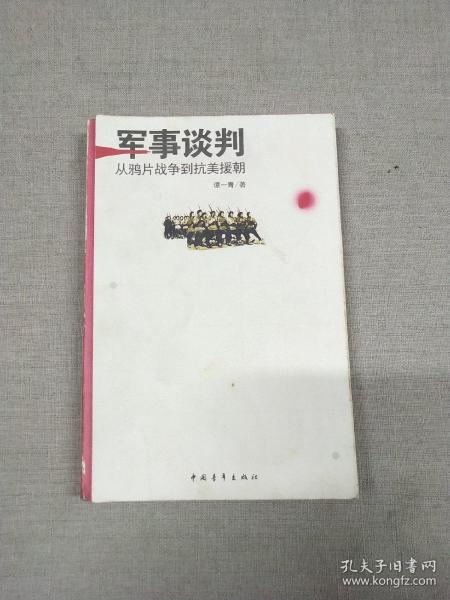 军事谈判
从鸦片战争到抗美援朝
谭一青/著
中国青年出版社
孔夫子旧书网
www.kongfz.com